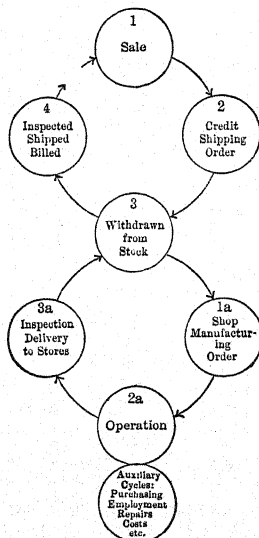 1
Sale
2
Credit
Shipping
Order
4
Inspected
Shipped
Billed
3
Withdrawn
from
Stock
3a
Inspection
Delivery
to Stores
1a
Shop
Manufactur-
ing
Order
2a
Operation
Auxiliary
Cycles:
Purchasing
Employment
Repairs
Costs
etc.